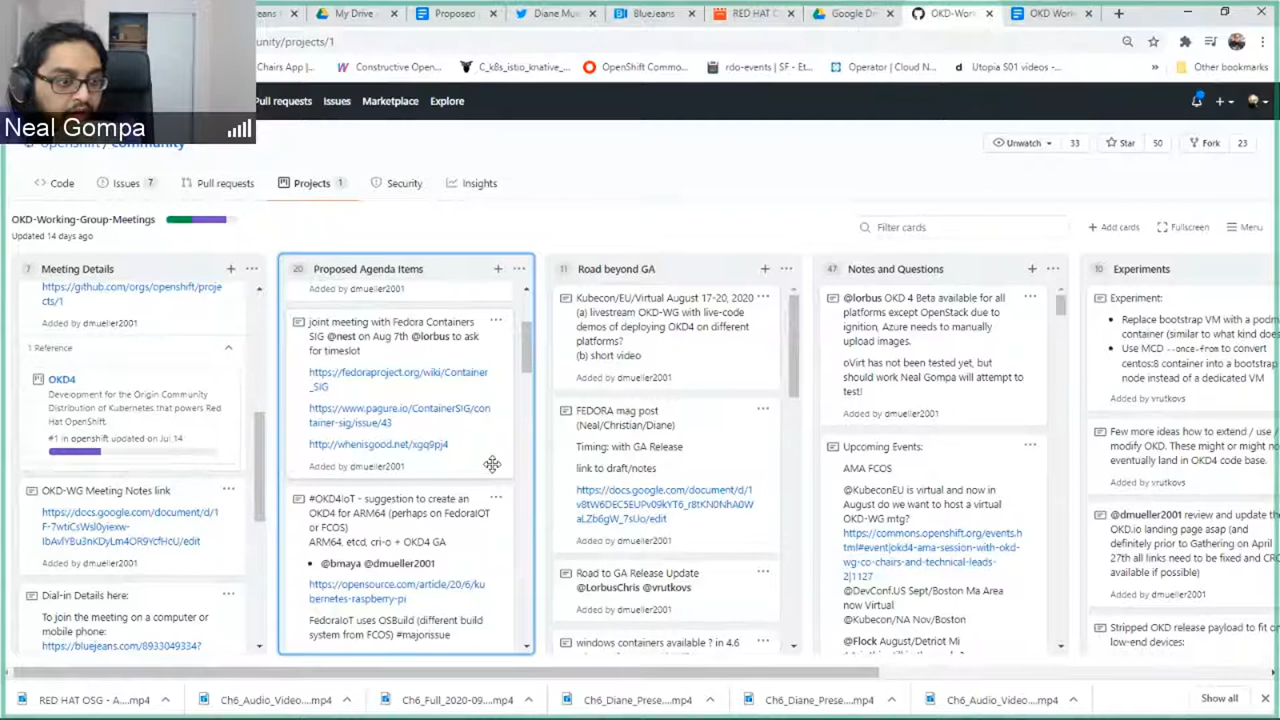 My Drive -
Proposed
Diane Mue
BlueJeans
RED HAT C
Google Dr
OKD-Work
OKD Work
unity/projects/1
Chairs App |...
Constructive Open...
C_k8s_istio_knative_...
OpenShift Commo...
rdo-events | SF - Et...
Operator | Cloud N...
Utopia S01 videos -...
»
Other bookmarks
Neal Gompa
Pull requests
Issues
Marketplace
Explore
openshift / community
Unwatch
33
Star
50
Fork
23
Code
Issues 7
Pull requests
Projects 1
Security
Insights
OKD-Working-Group-Meetings
Updated 14 days ago
Filter cards
+ Add cards
Fullscreen
Menu
7 Meeting Details
https://github.com/orgs/openshift/proje
cts/1
Added by dmueller2001
1 Reference
OKD4
Development for the Origin Community
Distribution of Kubernetes that powers Red
Hat OpenShift.
#1 in openshift updated on Jul 14
OKD-WG Meeting Notes link
https://docs.google.com/document/d/1
Added by dmueller2001
Dial-in Details here:
To join the meeting on a computer or
mobile phone:
https://bluejeans.com/8933049334?
20 Proposed Agenda Items
Added by dmueller2001
joint meeting with Fedora Containers
SIG @nest on Aug 7th @lorbus to ask
for timeslot
https://fedoraproject.org/wiki/Container
_SIG
https://www.pagure.io/ContainerSIG/con
tainer-sig/issue/43
http://whenisgood.net/xgq9pj4
Added by dmueller2001
#OKD4IoT - suggestion to create an
OKD4 for ARM64 (perhaps on FedoraIOT
or FCOS)
ARM64, etcd, cri-o + OKD4 GA
• @bmaya @dmueller2001
https://opensource.com/article/20/6/ku
bernetes-raspberry-pi
FedoraIoT uses OSBuild (different build
system from FCOS) #majorissue
11 Road beyond GA
Kubecon/EU/Virtual August 17-20, 2020
(a) livestream OKD-WG with live-code
demos of deploying OKD4 on different
platforms?
(b) short video
Added by dmueller2001
FEDORA mag post
(Neal/Christian/Diane)
Timing: with GA Release
link to draft/notes
https://docs.google.com/document/d/1
v8tW6DEC5EUPv09kYT6_r8tKN0NhA0W
aLZb6gW_7sUo/edit
Added by dmueller2001
Road to GA Release Update
@LorbusChris @vrutkovs
Added by dmueller2001
windows containers available ? in 4.6
47 Notes and Questions
@lorbus OKD 4 Beta available for all
platforms except OpenStack due to
ignition, Azure needs to manually
upload images.
oVirt has not been tested yet, but
should work Neal Gompa will attempt to
test!
Added by dmueller2001
Upcoming Events:
AMA FCOS
@KubeconEU is virtual and now in
August do we want to host a virtual
OKD-WG mtg?
https://commons.openshift.org/events.h
tml#event|okd4-ama-session-with-okd-
wg-co-chairs-and-technical-leads-
2|1127
@DevConf.US Sept/Boston Ma Area
now Virtual
@Kubecon/NA Nov/Boston
@Flock August/Detriot Mi
10 Experiments
Experiment:
• Replace bootstrap VM with a podm
container (similar to what kind does
• Use MCD --once-from to convert
centos:8 container into a bootstrap
node instead of a dedicated VM
Added by vrutkovs
Few more ideas how to extend / use /
modify OKD. These might or might no
eventually land in OKD4 code base.
Added by vrutkovs
@dmueller2001 review and update the
OKD.io landing page asap (and
definitely prior to Gathering on April
27th all links need to be fixed and CRC
available if possible)
Added by vrutkovs
Stripped OKD release payload to fit on
low-end devices:
RED HAT OSG - A....mp4
Ch6_Audio_Video....mp4
Ch6_Full_2020-09....mp4
Ch6_Diane_Prese....mp4
Ch6_Diane_Prese....mp4
Ch6_Audio_Video....mp4
Show all